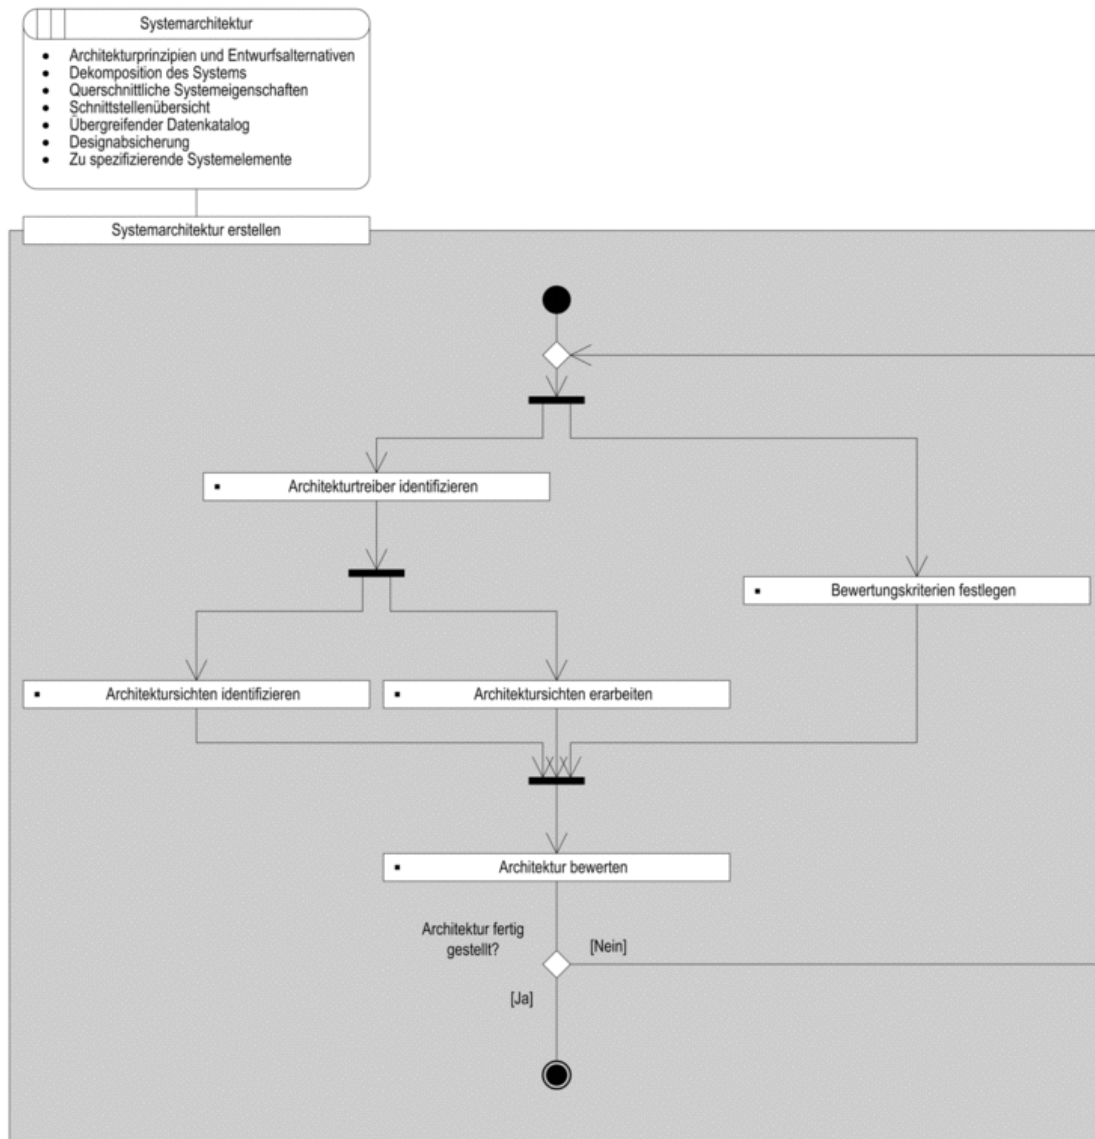 Systemarchitektur
Architekturprinzipien und Entwurfsalternativen
Dekomposition des Systems
Querschnittliche Systemeigenschaften
Schnittstellenübersicht
Übergreifender Datenkatalog
Designabsicherung
Zu spezifizierende Systemelemente
Systemarchitektur erstellen
Architekturtreiber identifizieren
Bewertungskriterien festlegen
Architektursichten identifizieren
Architektursichten erarbeiten
Architektur bewerten
Architektur fertig
gestellt?
[Nein]
[Ja]